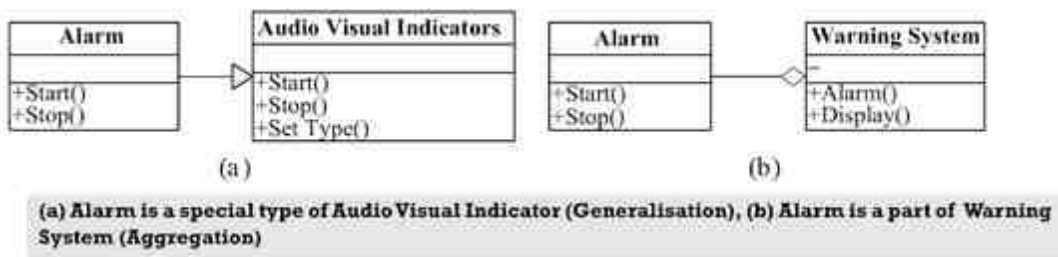 Alarm
+Start()
+Stop()
Audio Visual Indicators
+Start()
+Stop()
+Set Type()
(a)
Alarm
+Start()
+Stop()
Warning System
+Alarm()
+Display()
(b)
(a) Alarm is a special type of Audio Visual Indicator (Generalisation), (b) Alarm is a part of Warning
System (Aggregation)